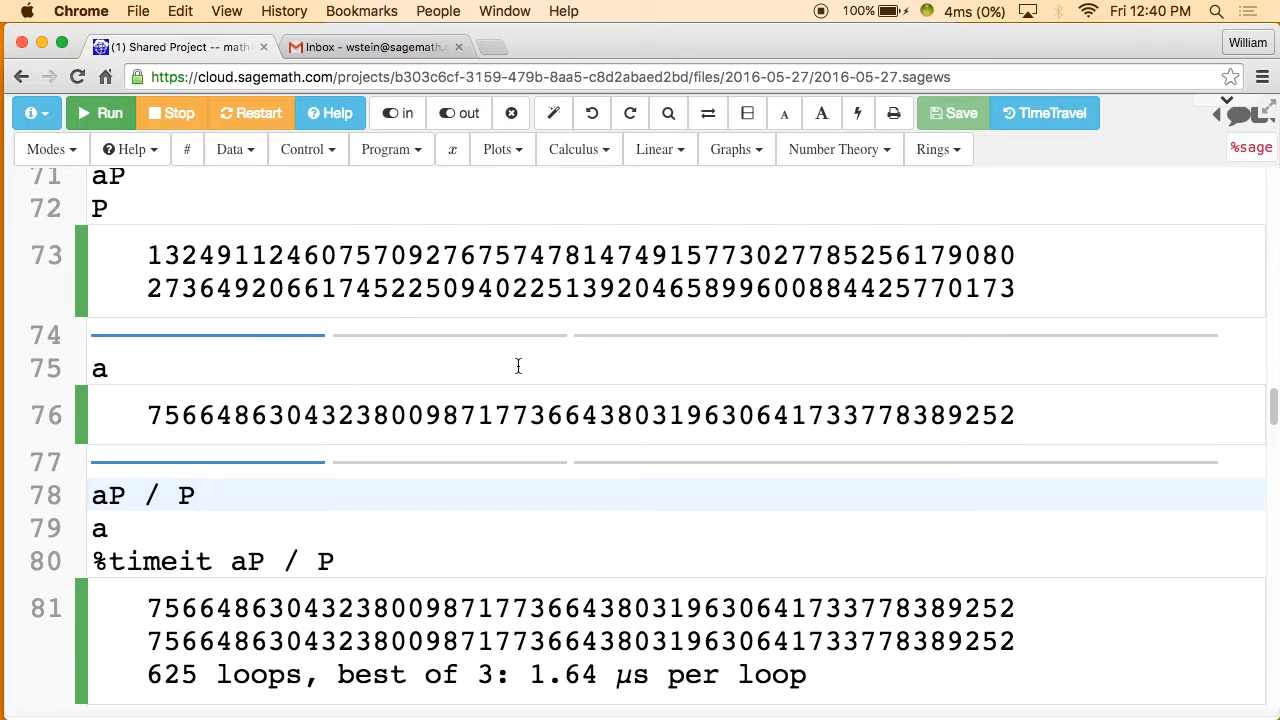 Chrome File Edit View History Bookmarks People Window Help 100% 4ms (0%) Fri 12:40 PM
(1) Shared Project -- math- Inbox - wstein@sagemath.c William
https://cloud.sagemath.com/projects/b303c6cf-3159-479b-8aa5-c8d2abaed2bd/files/2016-05-27/2016-05-27.sagews
Run Stop Restart Help in out A A Save TimeTravel
Modes Help # Data Control Program x Plots Calculus Linear Graphs Number Theory Rings %sage
71 aP
72 P
73 13249112460757092767574781474915773027785256179080
273649206617452250940225139204658996008844257701​73
74
75 a
76 75664863043238009871773664380319630641733778389252
77
78 aP / P
79 a
80 %timeit aP / P
81 75664863043238009871773664380319630641733778389252
75664863043238009871773664380319630641733778389252
625 loops, best of 3: 1.64 µs per loop